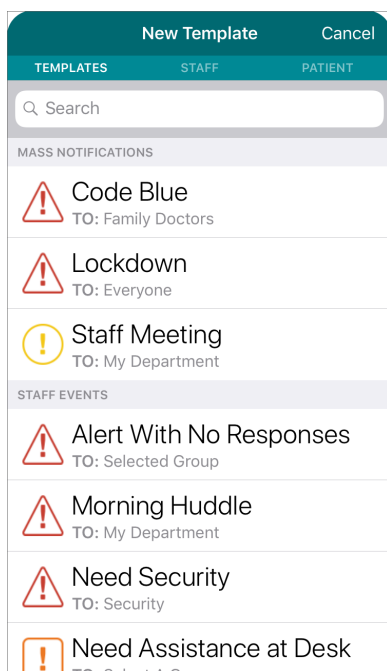 New Template Cancel
TEMPLATES STAFF PATIENT
Search
MASS NOTIFICATIONS
Code Blue
TO: Family Doctors
Lockdown
TO: Everyone
Staff Meeting
TO: My Department
STAFF EVENTS
Alert With No Responses
TO: Selected Group
Morning Huddle
TO: My Department
Need Security
TO: Security
Need Assistance at Desk